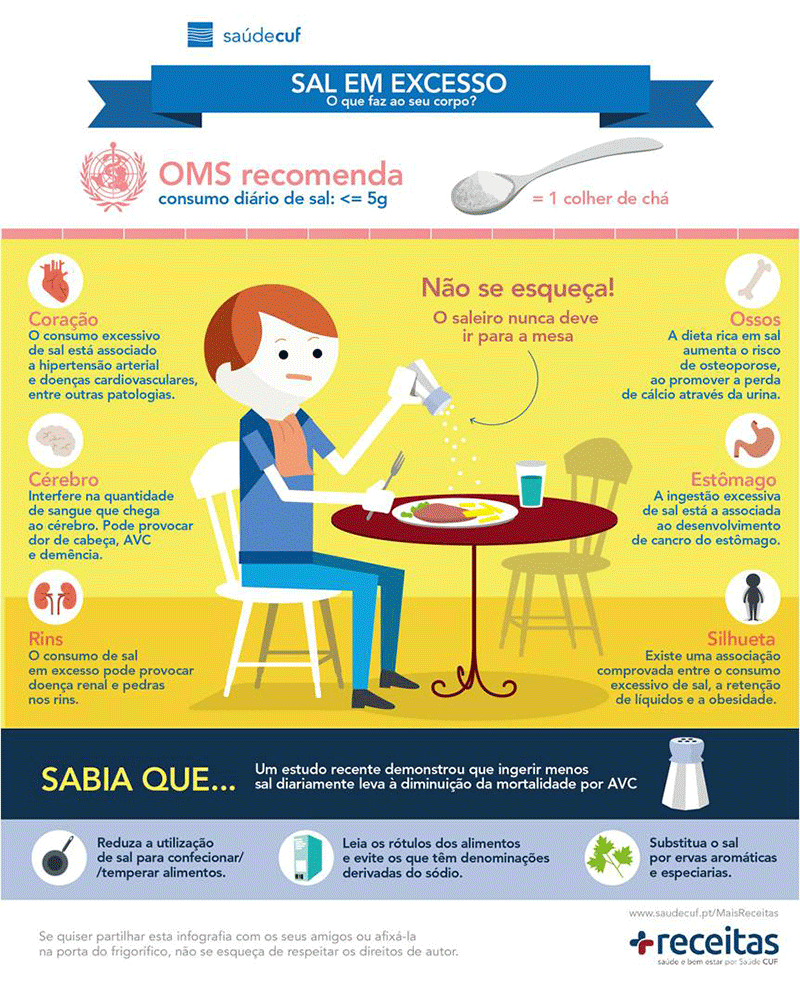 saúdecuf
SAL EM EXCESSO
O que faz ao seu corpo?
OMS recomenda
consumo diário de sal: <= 5g
= 1 colher de chá
Não se esqueça!
O saleiro nunca deve
ir para a mesa
Coração
O consumo excessivo
de sal está associado
a hipertensão arterial
e doenças cardiovasculares,
entre outras patologias.
Cérebro
Interfere na quantidade
de sangue que chega
ao cérebro. Pode provocar
dor de cabeça, AVC
e demência.
Rins
O consumo de sal
em excesso pode provocar
doença renal e pedras
nos rins.
Ossos
A dieta rica em sal
aumenta o risco
de osteoporose,
ao promover a perda
de cálcio através da urina.
Estômago
A ingestão excessiva
de sal está a associada
ao desenvolvimento
de cancro do estômago.
Silhueta
Existe uma associação
comprovada entre o consumo
excessivo de sal, a retenção
de líquidos e a obesidade.
SABIA QUE...
Um estudo recente demonstrou que ingerir menos
sal diariamente leva à diminuição da mortalidade por AVC
Reduza a utilização
de sal para confecionar/
/temperar alimentos.
Leia os rótulos dos alimentos
e evite os que têm denominações
derivadas do sódio.
Substitua o sal
por ervas aromáticas
e especiarias.
Se quiser partilhar esta infografia com os seus amigos ou afixá-la
na porta do frigorífico, não se esqueça de respeitar os direitos de autor.
www.saudecuf.pt/MaisReceitas
+receitas
saúde e bem estar por Saúde CUF